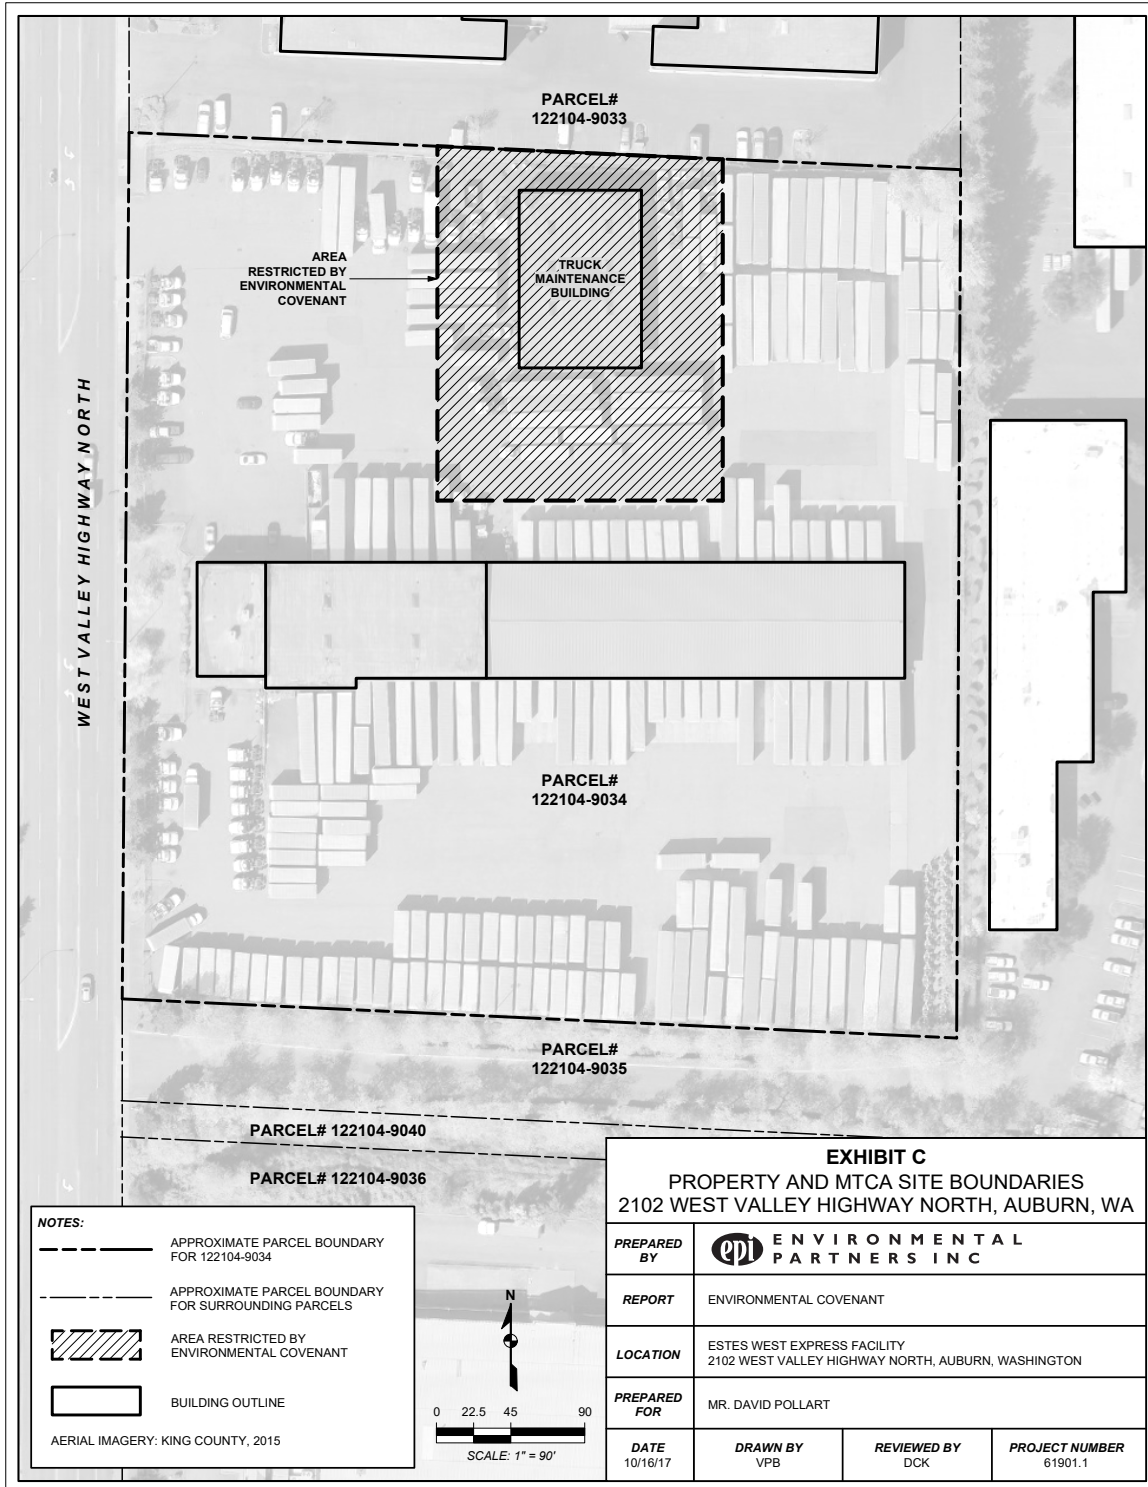 PARCEL#
122104-9033
AREA
RESTRICTED BY
ENVIRONMENTAL
COVENANT
TRUCK
MAINTENANCE
BUILDING
WEST VALLEY HIGHWAY NORTH
PARCEL#
122104-9034
PARCEL#
122104-9035
PARCEL# 122104-9040
PARCEL# 122104-9036
NOTES:
APPROXIMATE PARCEL BOUNDARY
FOR 122104-9034
APPROXIMATE PARCEL BOUNDARY
FOR SURROUNDING PARCELS
AREA RESTRICTED BY
ENVIRONMENTAL COVENANT
BUILDING OUTLINE
AERIAL IMAGERY: KING COUNTY, 2015
N
0 22.5 45 90
SCALE: 1" = 90'
EXHIBIT C
PROPERTY AND MTCA SITE BOUNDARIES
2102 WEST VALLEY HIGHWAY NORTH, AUBURN, WA
PREPARED
BY
epi ENVIRONMENTAL
PARTNERS INC
REPORT
ENVIRONMENTAL COVENANT
LOCATION
ESTES WEST EXPRESS FACILITY
2102 WEST VALLEY HIGHWAY NORTH, AUBURN, WASHINGTON
PREPARED
FOR
MR. DAVID POLLART
DATE
10/16/17
DRAWN BY
VPB
REVIEWED BY
DCK
PROJECT NUMBER
61901.1